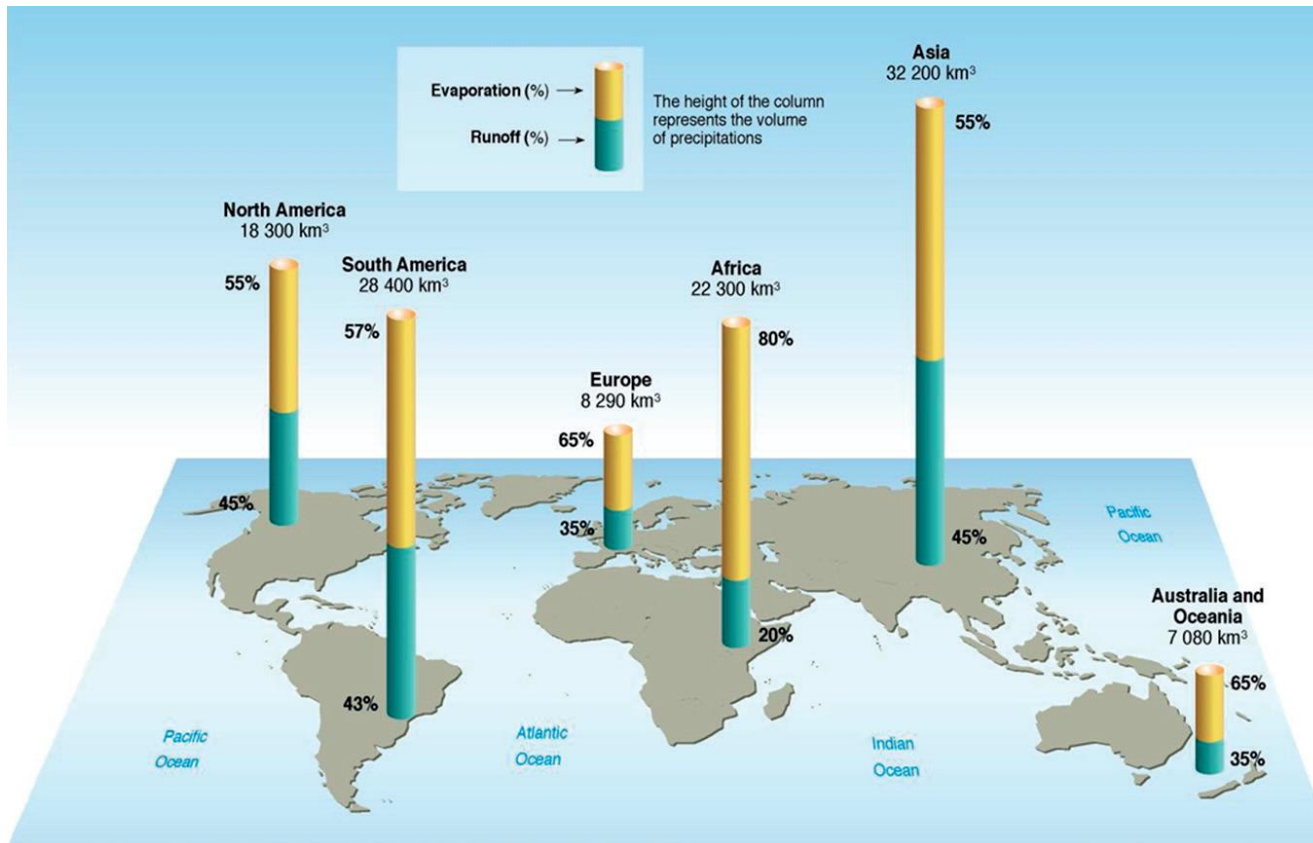 Evaporation (%)
Runoff (%)
The height of the column
represents the volume
of precipitations
North America
18 300 km³
55%
45%
South America
28 400 km³
57%
43%
Europe
8 290 km³
65%
35%
Africa
22 300 km³
80%
20%
Asia
32 200 km³
55%
45%
Australia and
Oceania
7 080 km³
65%
35%
Pacific
Ocean
Atlantic
Ocean
Indian
Ocean
Pacific
Ocean